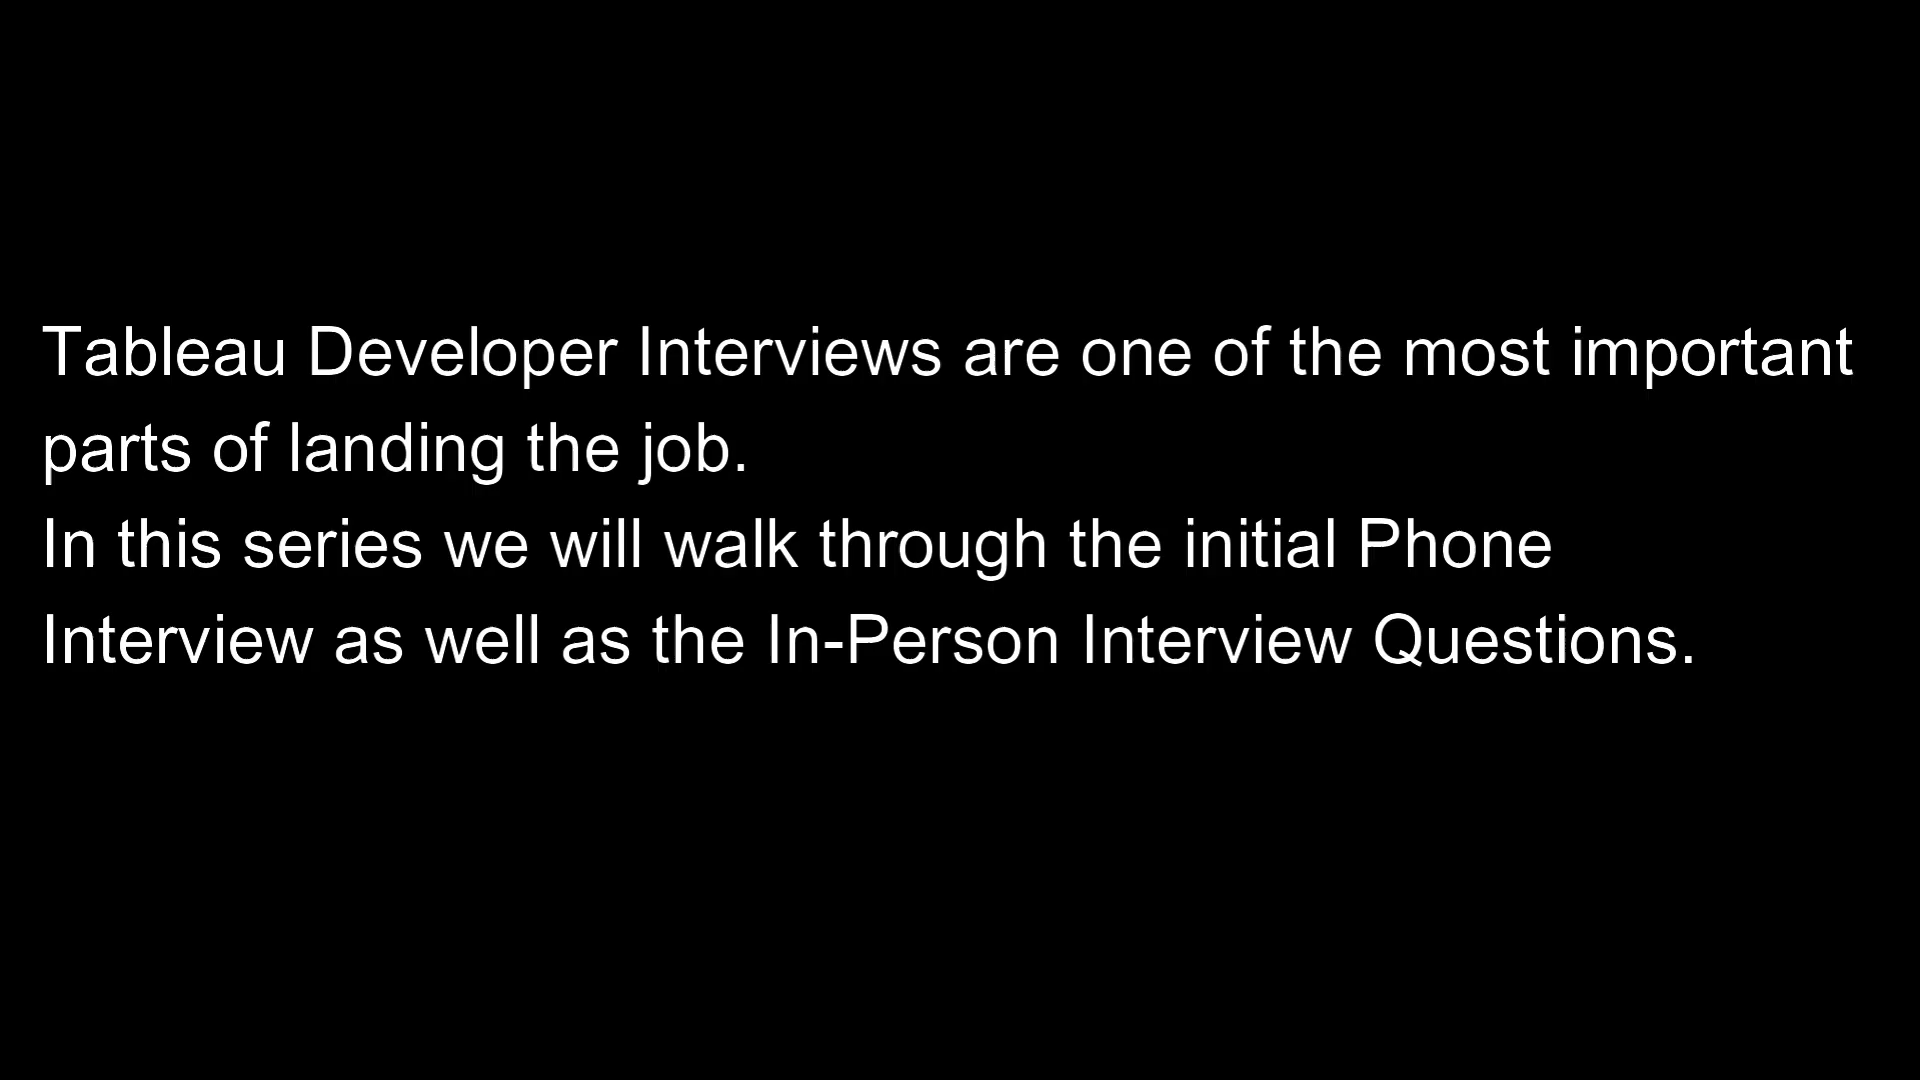 Tableau Developer Interviews are one of the most important
parts of landing the job.
In this series we will walk through the initial Phone
Interview as well as the In-Person Interview Questions.